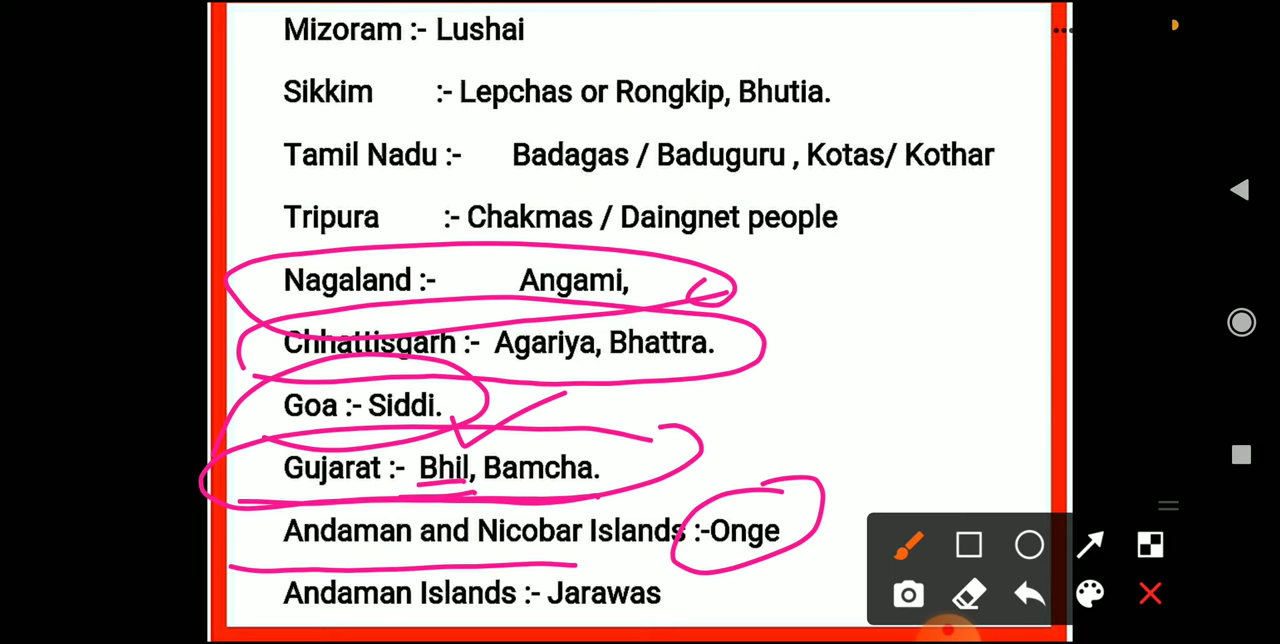 Mizoram :- Lushai
Sikkim :- Lepchas or Rongkip, Bhutia.
Tamil Nadu :- Badagas / Baduguru , Kotas/ Kothar
Tripura :- Chakmas / Daingnet people
Nagaland :- Angami,
Chhattisgarh :- Agariya, Bhattra.
Goa :- Siddi.
Gujarat :- Bhil, Bamcha.
Andaman and Nicobar Islands :-Onge
Andaman Islands :- Jarawas